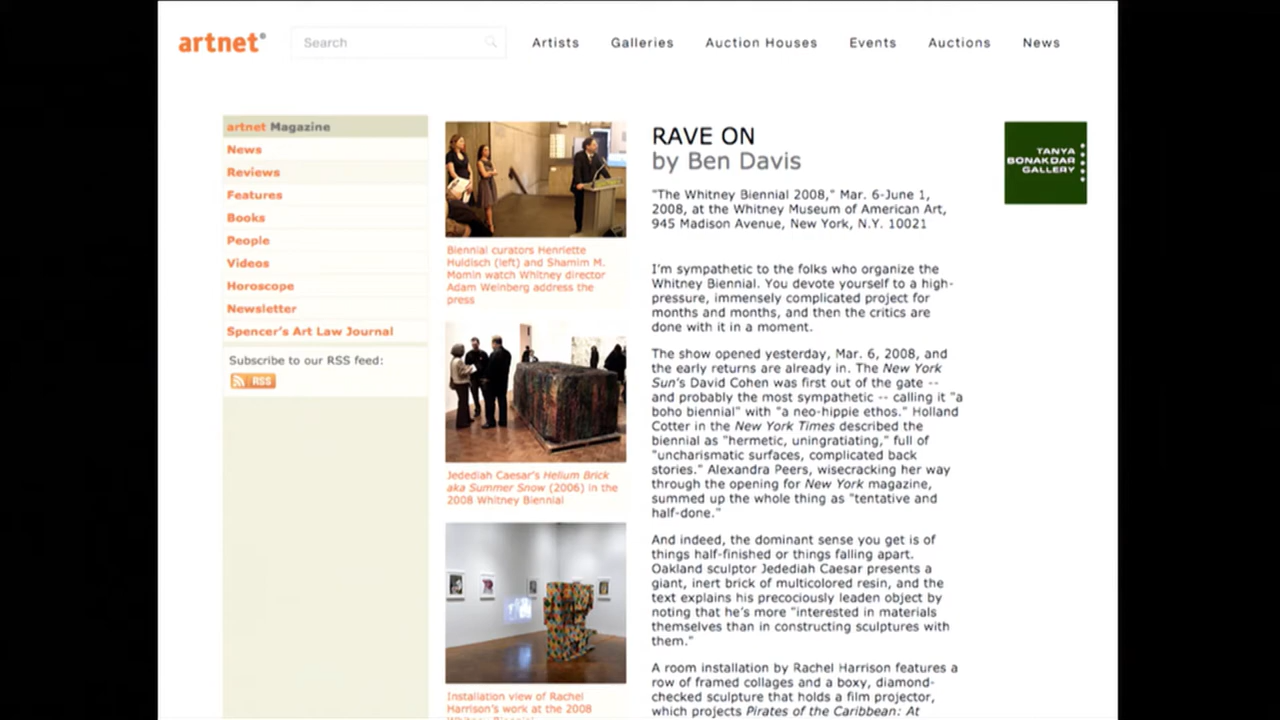 artnet®
Search
Artists
Galleries
Auction Houses
Events
Auctions
News
artnet Magazine
News
Reviews
Features
Books
People
Videos
Horoscope
Newsletter
Spencer's Art Law Journal
Subscribe to our RSS feed:
RSS
Biennial curators Henriette
Huldisch (left) and Shamim M.
Momin watch Whitney director
Adam Weinberg address the
press
Jedediah Caesar's Helium Brick
aka Summer Snow (2006) in the
2008 Whitney Biennial
Installation view of Rachel
Harrison's work at the 2008
Whitney Biennial
RAVE ON
by Ben Davis
"The Whitney Biennial 2008," Mar. 6-June 1,
2008, at the Whitney Museum of American Art,
945 Madison Avenue, New York, N.Y. 10021
I'm sympathetic to the folks who organize the
Whitney Biennial. You devote yourself to a high-
pressure, immensely complicated project for
months and months, and then the critics are
done with it in a moment.
The show opened yesterday, Mar. 6, 2008, and
the early returns are already in. The New York
Sun's David Cohen was first out of the gate --
and probably the most sympathetic -- calling it "a
boho biennial" with "a neo-hippie ethos." Holland
Cotter in the New York Times described the
biennial as "hermetic, uningratiating," full of
"uncharismatic surfaces, complicated back
stories." Alexandra Peers, wisecracking her way
through the opening for New York magazine,
summed up the whole thing as "tentative and
half-done."
And indeed, the dominant sense you get is of
things half-finished or things falling apart.
Oakland sculptor Jedediah Caesar presents a
giant, inert brick of multicolored resin, and the
text explains his precociously leaden object by
noting that he's more "interested in materials
themselves than in constructing sculptures with
them."
A room installation by Rachel Harrison features a
row of framed collages and a boxy, diamond-
checked sculpture that holds a film projector,
which projects Pirates of the Caribbean: At
TANYA
BONAKDAR
GALLERY